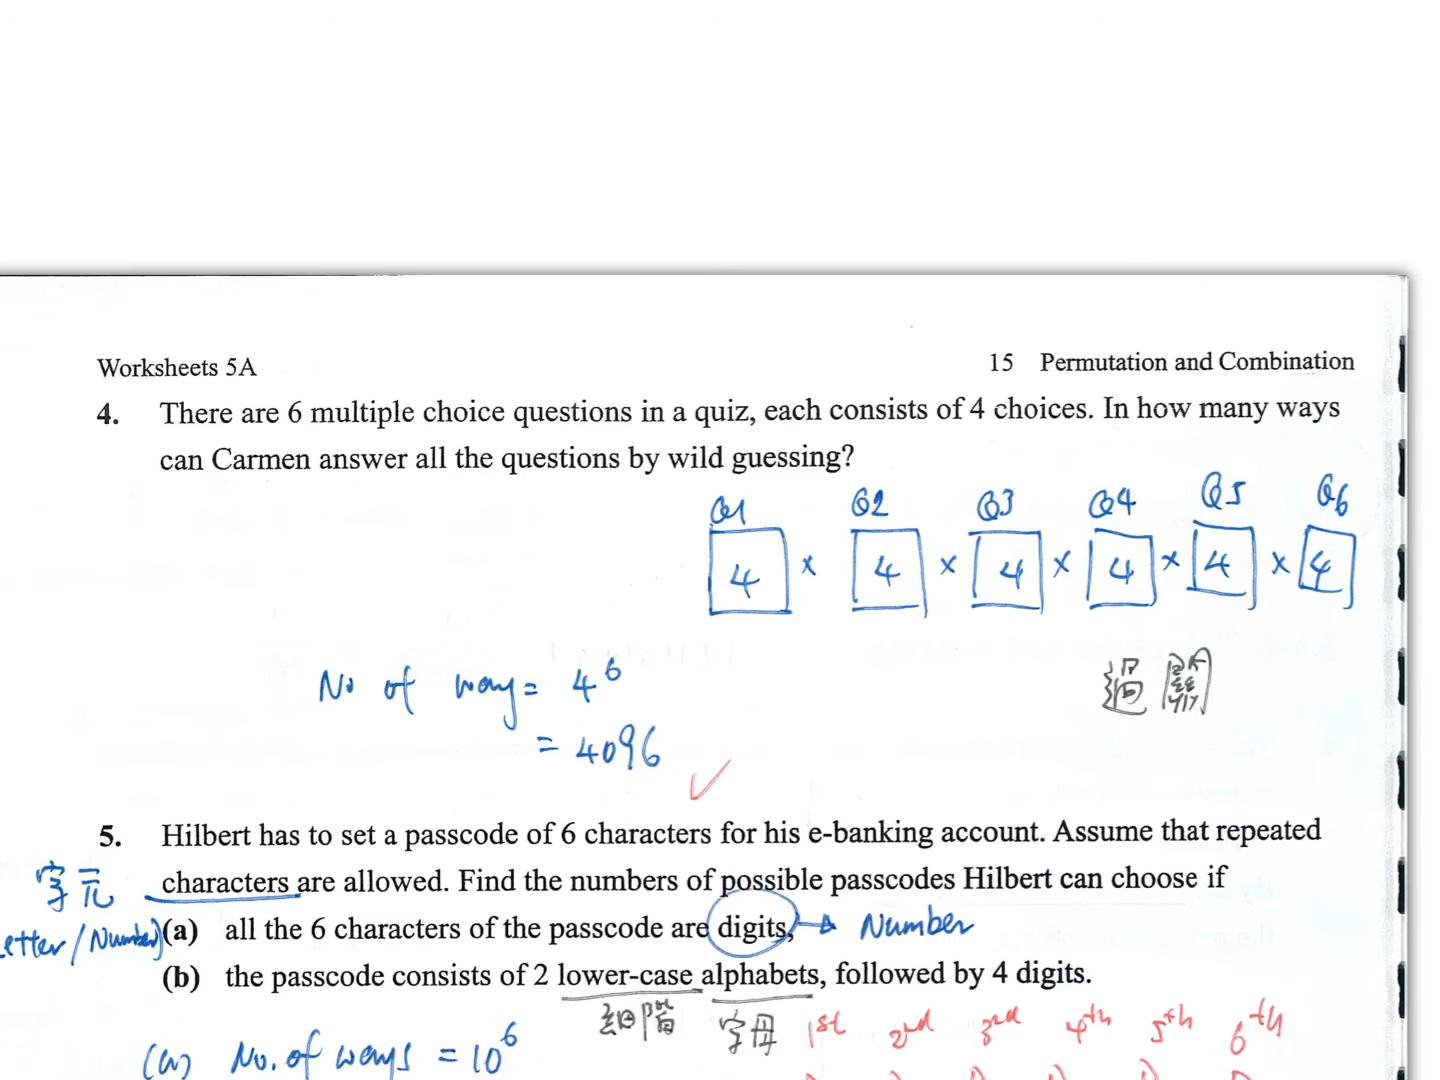 Worksheets 5A 15 Permutation and Combination
4. There are 6 multiple choice questions in a quiz, each consists of 4 choices. In how many ways
can Carmen answer all the questions by wild guessing?
Q1 Q2 Q3 Q4 Q5 Q6
4 × 4 × 4 × 4 × 4 × 4
No of way = 4^6
= 4096
5. Hilbert has to set a passcode of 6 characters for his e-banking account. Assume that repeated
字元 characters are allowed. Find the numbers of possible passcodes Hilbert can choose if
etter / Number (a) all the 6 characters of the passcode are digits, → Number
(b) the passcode consists of 2 lower-case alphabets, followed by 4 digits.
字母 1st 2nd 3rd 4th 5th 6th
(a) No. of ways = 10^6